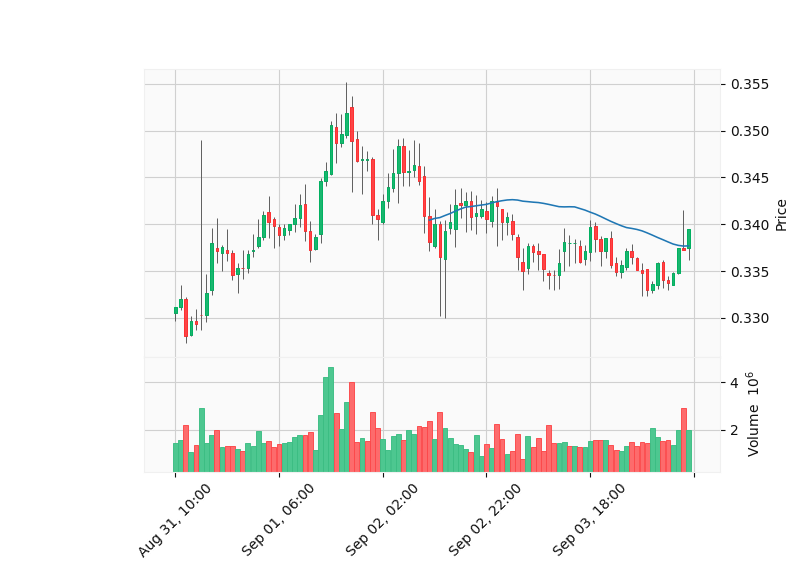 0.355
0.350
0.345
0.340
0.335
0.330
Price
4
2
Volume 10^6
Aug 31, 10:00
Sep 01, 06:00
Sep 02, 02:00
Sep 02, 22:00
Sep 03, 18:00